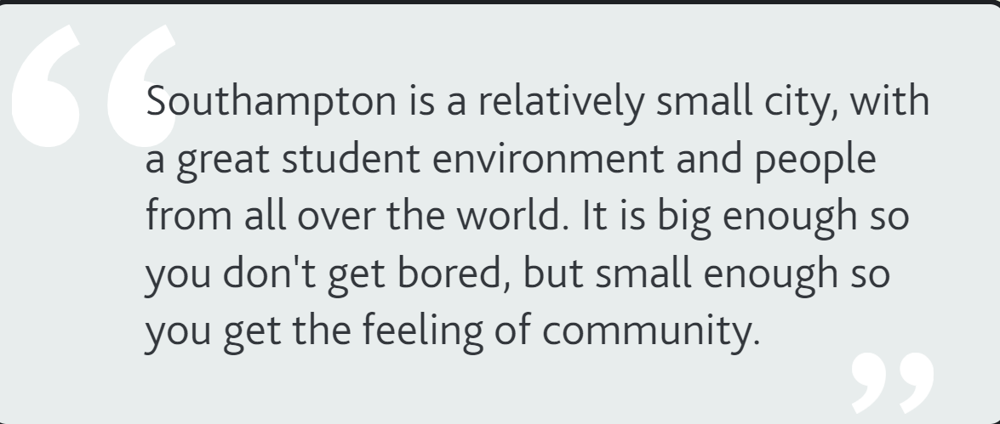 Southampton is a relatively small city, with
a great student environment and people
from all over the world. It is big enough so
you don't get bored, but small enough so
you get the feeling of community.